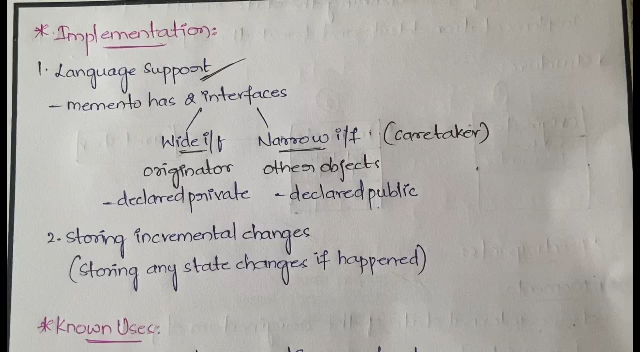 * Implementation:
1. Language support
- memento has 2 interfaces
Wide i/f Narrow i/f (caretaker)
originator other objects
- declared private - declared public
2. Storing incremental changes
(storing any state changes if happened)
* Known Uses: